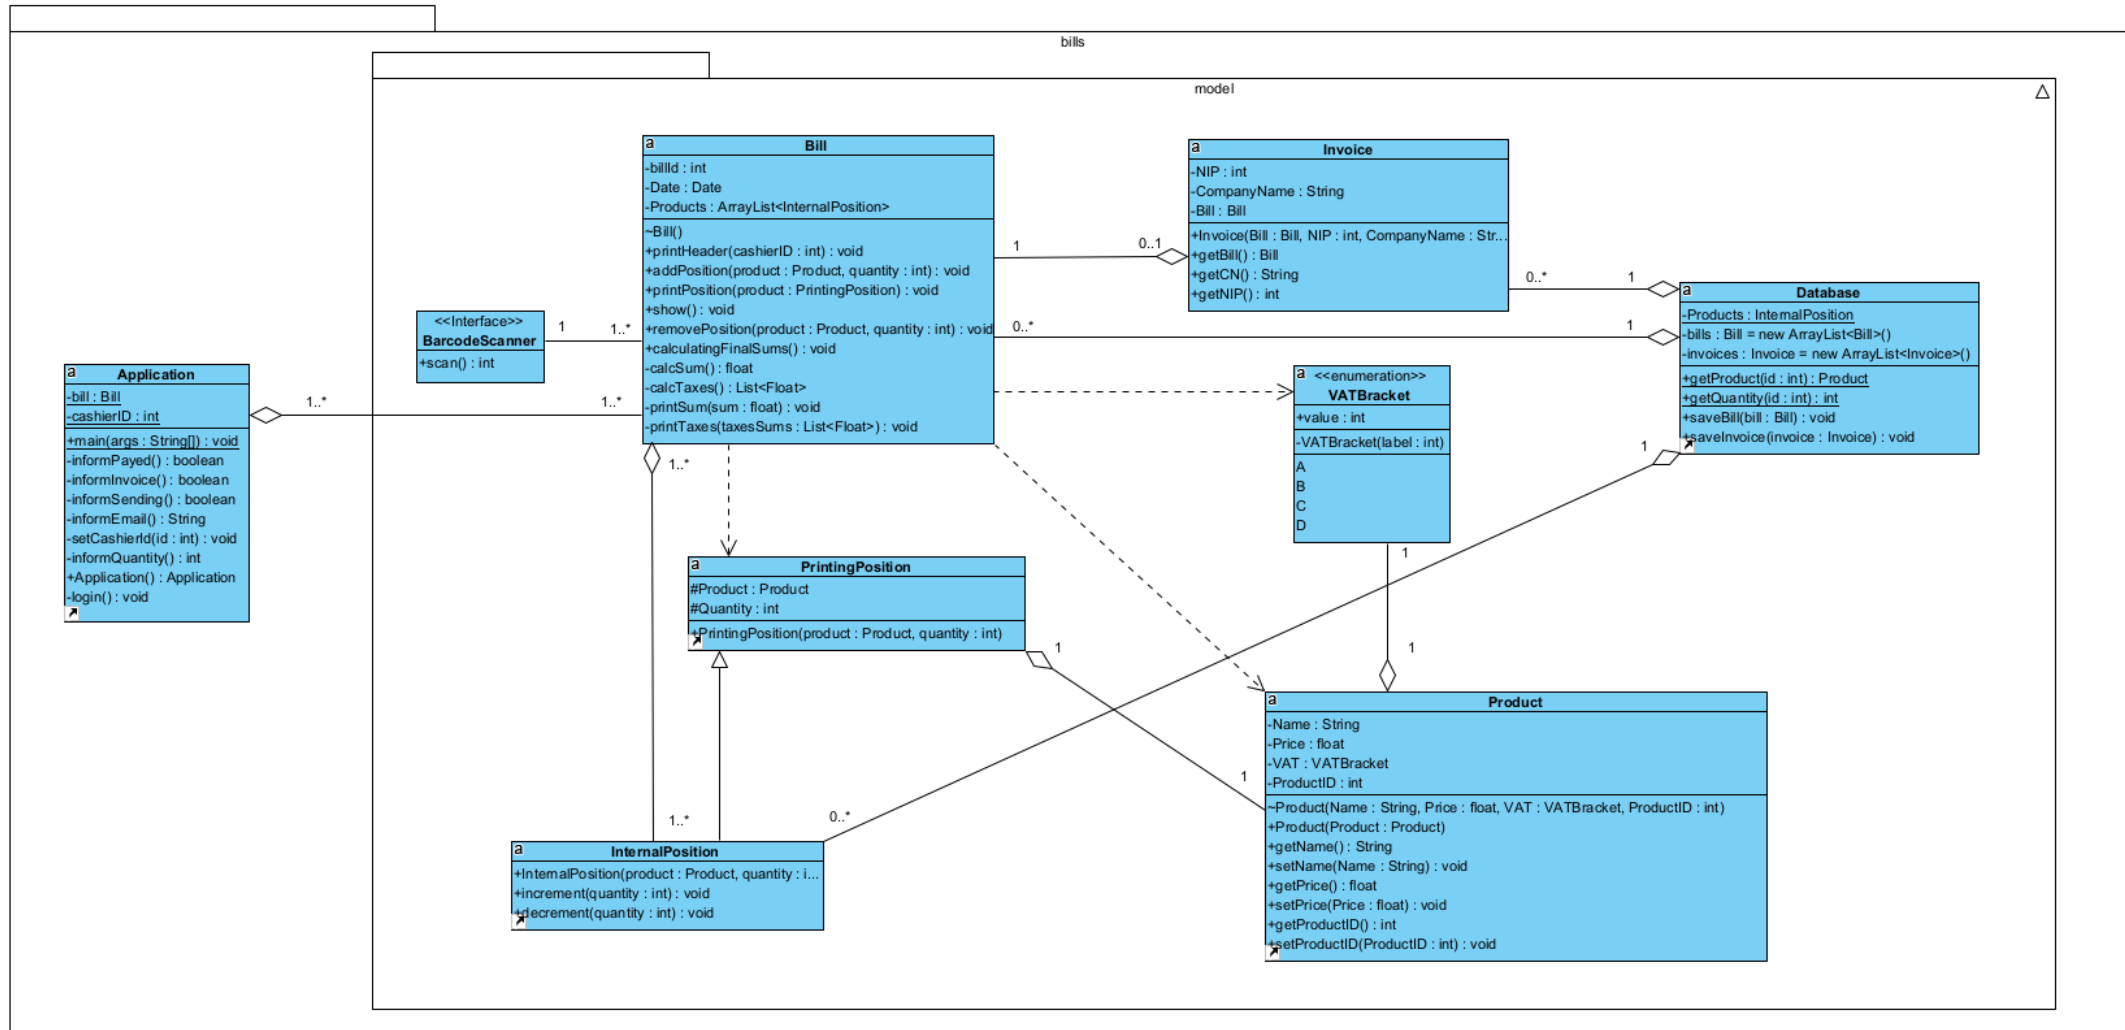 bills
model
Bill
-billId : int
-Date : Date
-Products : ArrayList<InternalPosition>
~Bill()
+printHeader(cashierID : int) : void
+addPosition(product : Product, quantity : int) : void
+printPosition(product : PrintingPosition) : void
+show() : void
+removePosition(product : Product, quantity : int) : void
+calculatingFinalSums() : void
-calcSum() : float
-calcTaxes() : List<Float>
-printSum(sum : float) : void
-printTaxes(taxesSums : List<Float>) : void
Invoice
-NIP : int
-CompanyName : String
-Bill : Bill
+Invoice(Bill : Bill, NIP : int, CompanyName : Str...
+getBill() : Bill
+getCN() : String
+getNIP() : int
1
0..1
0..*
1
0..*
1
Database
-Products : InternalPosition
-bills : Bill = new ArrayList<Bill>()
-invoices : Invoice = new ArrayList<Invoice>()
+getProduct(id : int) : Product
+getQuantity(id : int) : int
+saveBill(bill : Bill) : void
+saveInvoice(invoice : Invoice) : void
1
<<Interface>>
BarcodeScanner
+scan() : int
1
1..*
Application
-bill : Bill
-cashierID : int
+main(args : String[]) : void
-informPayed() : boolean
-informInvoice() : boolean
-informSending() : boolean
-informEmail() : String
-setCashierId(id : int) : void
-informQuantity() : int
+Application() : Application
-login() : void
1..*
1..*
<<enumeration>>
VATBracket
+value : int
-VATBracket(label : int)
A
B
C
D
1
1
1..*
PrintingPosition
#Product : Product
#Quantity : int
+PrintingPosition(product : Product, quantity : int)
1
1
Product
-Name : String
-Price : float
-VAT : VATBracket
-ProductID : int
~Product(Name : String, Price : float, VAT : VATBracket, ProductID : int)
+Product(Product : Product)
+getName() : String
+setName(Name : String) : void
+getPrice() : float
+setPrice(Price : float) : void
+getProductID() : int
+setProductID(ProductID : int) : void
1..*
0..*
InternalPosition
+InternalPosition(product : Product, quantity : i...
+increment(quantity : int) : void
+decrement(quantity : int) : void